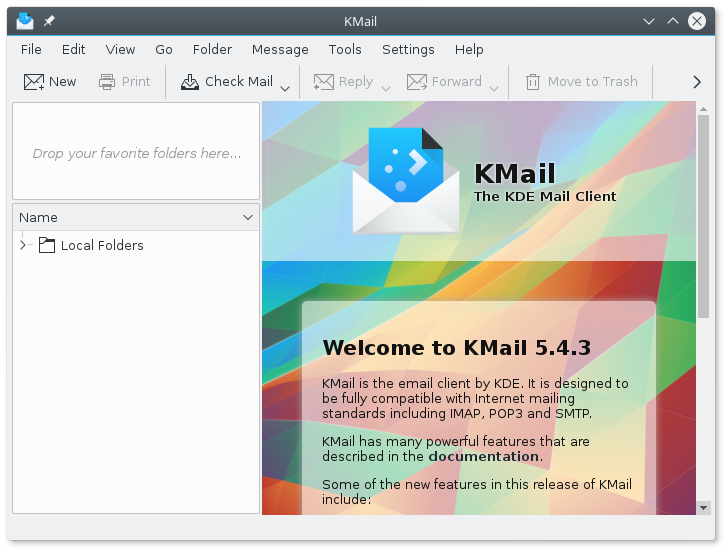 KMail
File Edit View Go Folder Message Tools Settings Help
New Print Check Mail Reply Forward Move to Trash
Drop your favorite folders here...
Name
Local Folders
KMail
The KDE Mail Client
Welcome to KMail 5.4.3
KMail is the email client by KDE. It is designed to
be fully compatible with Internet mailing
standards including IMAP, POP3 and SMTP.
KMail has many powerful features that are
described in the documentation.
Some of the new features in this release of KMail
include: